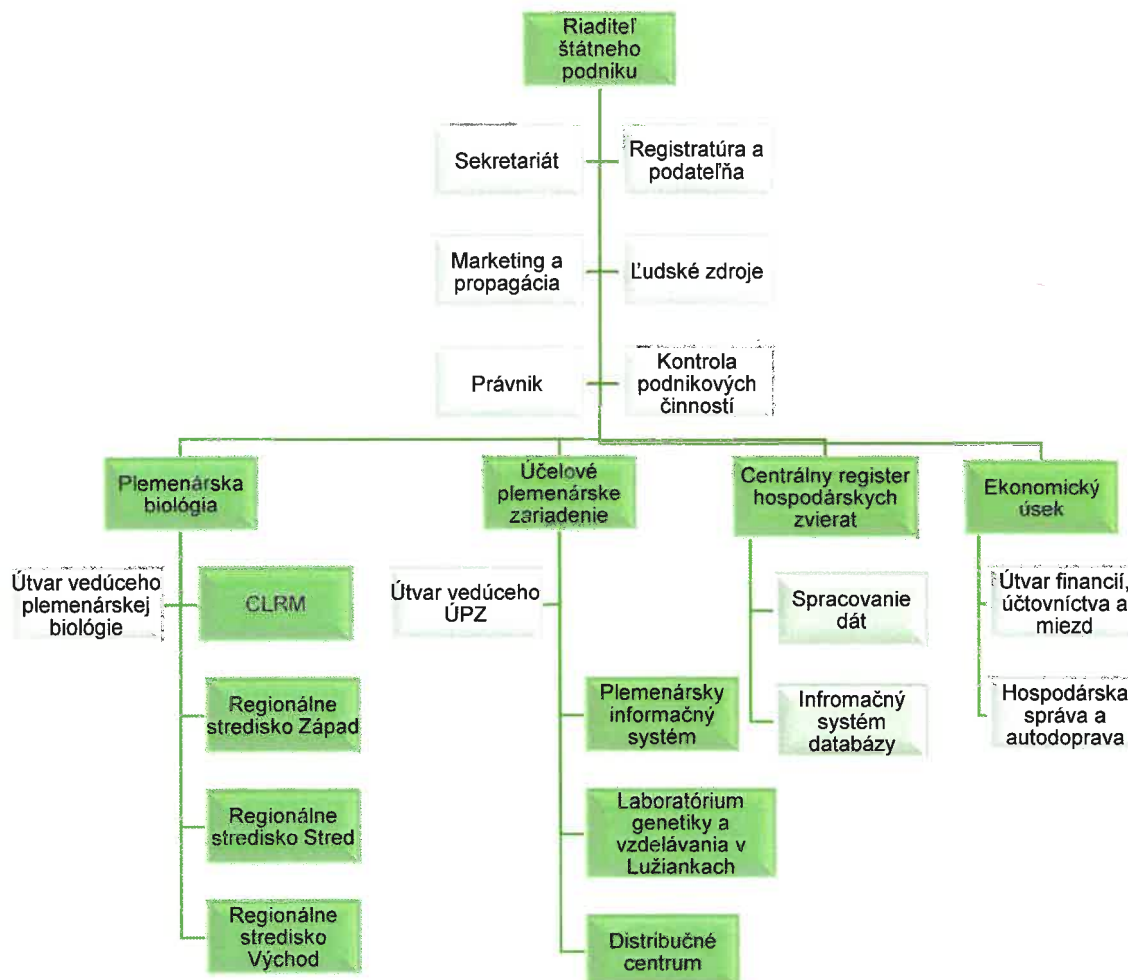 Riaditeľ
štátneho
podniku
Sekretariát
Registratúra a
podateľňa
Marketing a
propagácia
Ľudské zdroje
Právnik
Kontrola
podnikových
činností
Plemenárska
biológia
Účelové
plemenárske
zariadenie
Centrálny register
hospodárskych
zvierat
Ekonomický
úsek
Útvar vedúceho
plemenárskej
biológie
CLRM
Regionálne
stredisko Západ
Regionálne
stredisko Stred
Regionálne
stredisko
Východ
Útvar vedúceho
ÚPZ
Plemenársky
informačný
systém
Laboratórium
genetiky a
vzdelávania v
Lužiankach
Distribučné
centrum
Spracovanie
dát
Infromačný
systém
databázy
Útvar financií,
účtovníctva a
miezd
Hospodárska
správa a
autodoprava